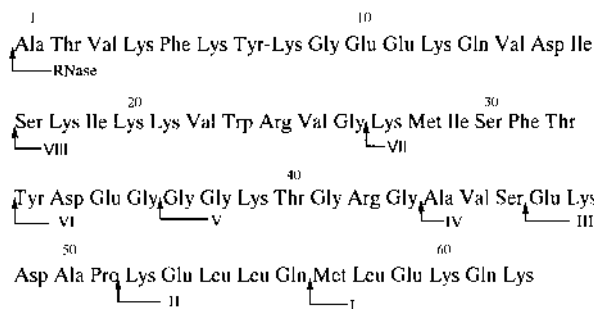 1 10
Ala Thr Val Lys Phe Lys Tyr-Lys Gly Glu Glu Lys Gln Val Asp Ile
RNase
20 30
Ser Lys Ile Lys Lys Val Trp Arg Val Gly Lys Met Ile Ser Phe Thr
VIII VII
40
Tyr Asp Glu Gly Gly Gly Lys Thr Gly Arg Gly Ala Val Ser Glu Lys
VI V IV III
50 60
Asp Ala Pro Lys Glu Leu Leu Gln Met Leu Glu Lys Gln Lys
II I